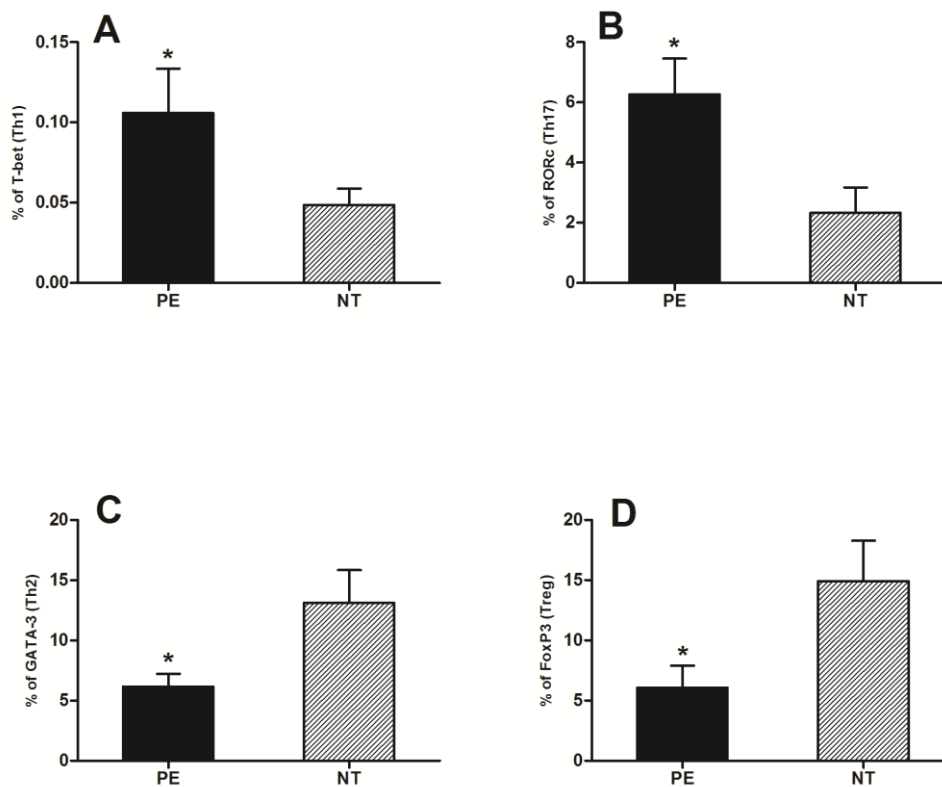 A
% of T-bet (Th1)
0.15
0.10
0.05
0.00
*
PE
NT
B
% of RORc (Th17)
8
6
4
2
0
*
PE
NT
C
% of GATA-3 (Th2)
20
15
10
5
0
*
PE
NT
D
% of FoxP3 (Treg)
20
15
10
5
0
*
PE
NT